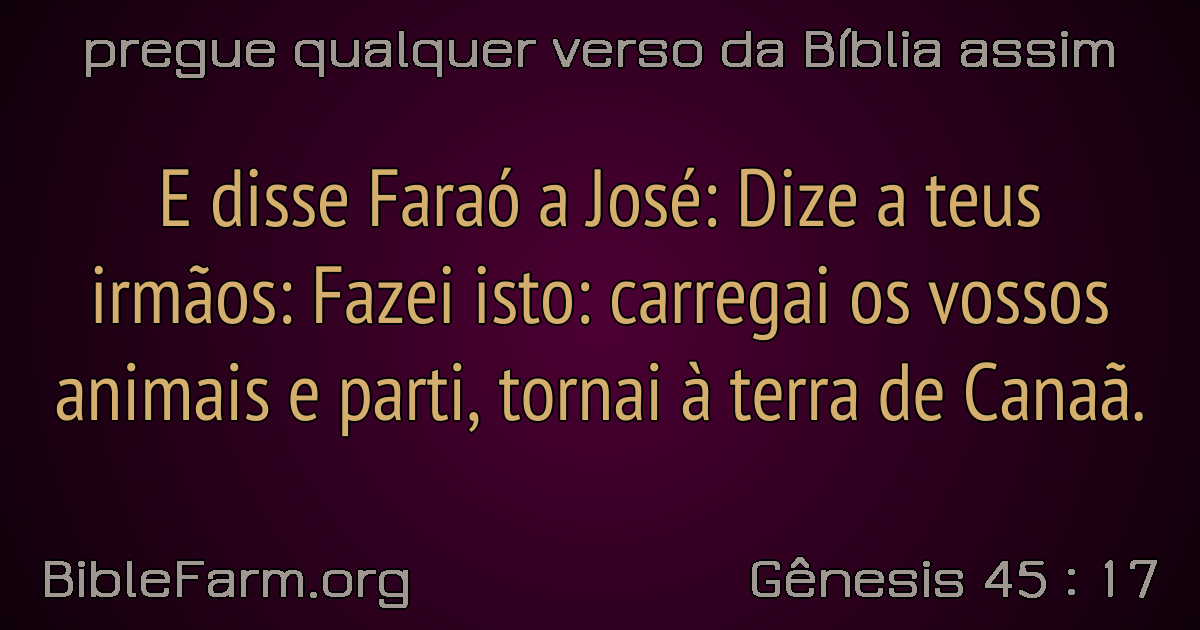 pregue qualquer verso da Bíblia assim
E disse Faraó a José: Dize a teus
irmãos: Fazei isto: carregai os vossos
animais e parti, tornai à terra de Canaã.
BibleFarm.org
Gênesis 45 : 17